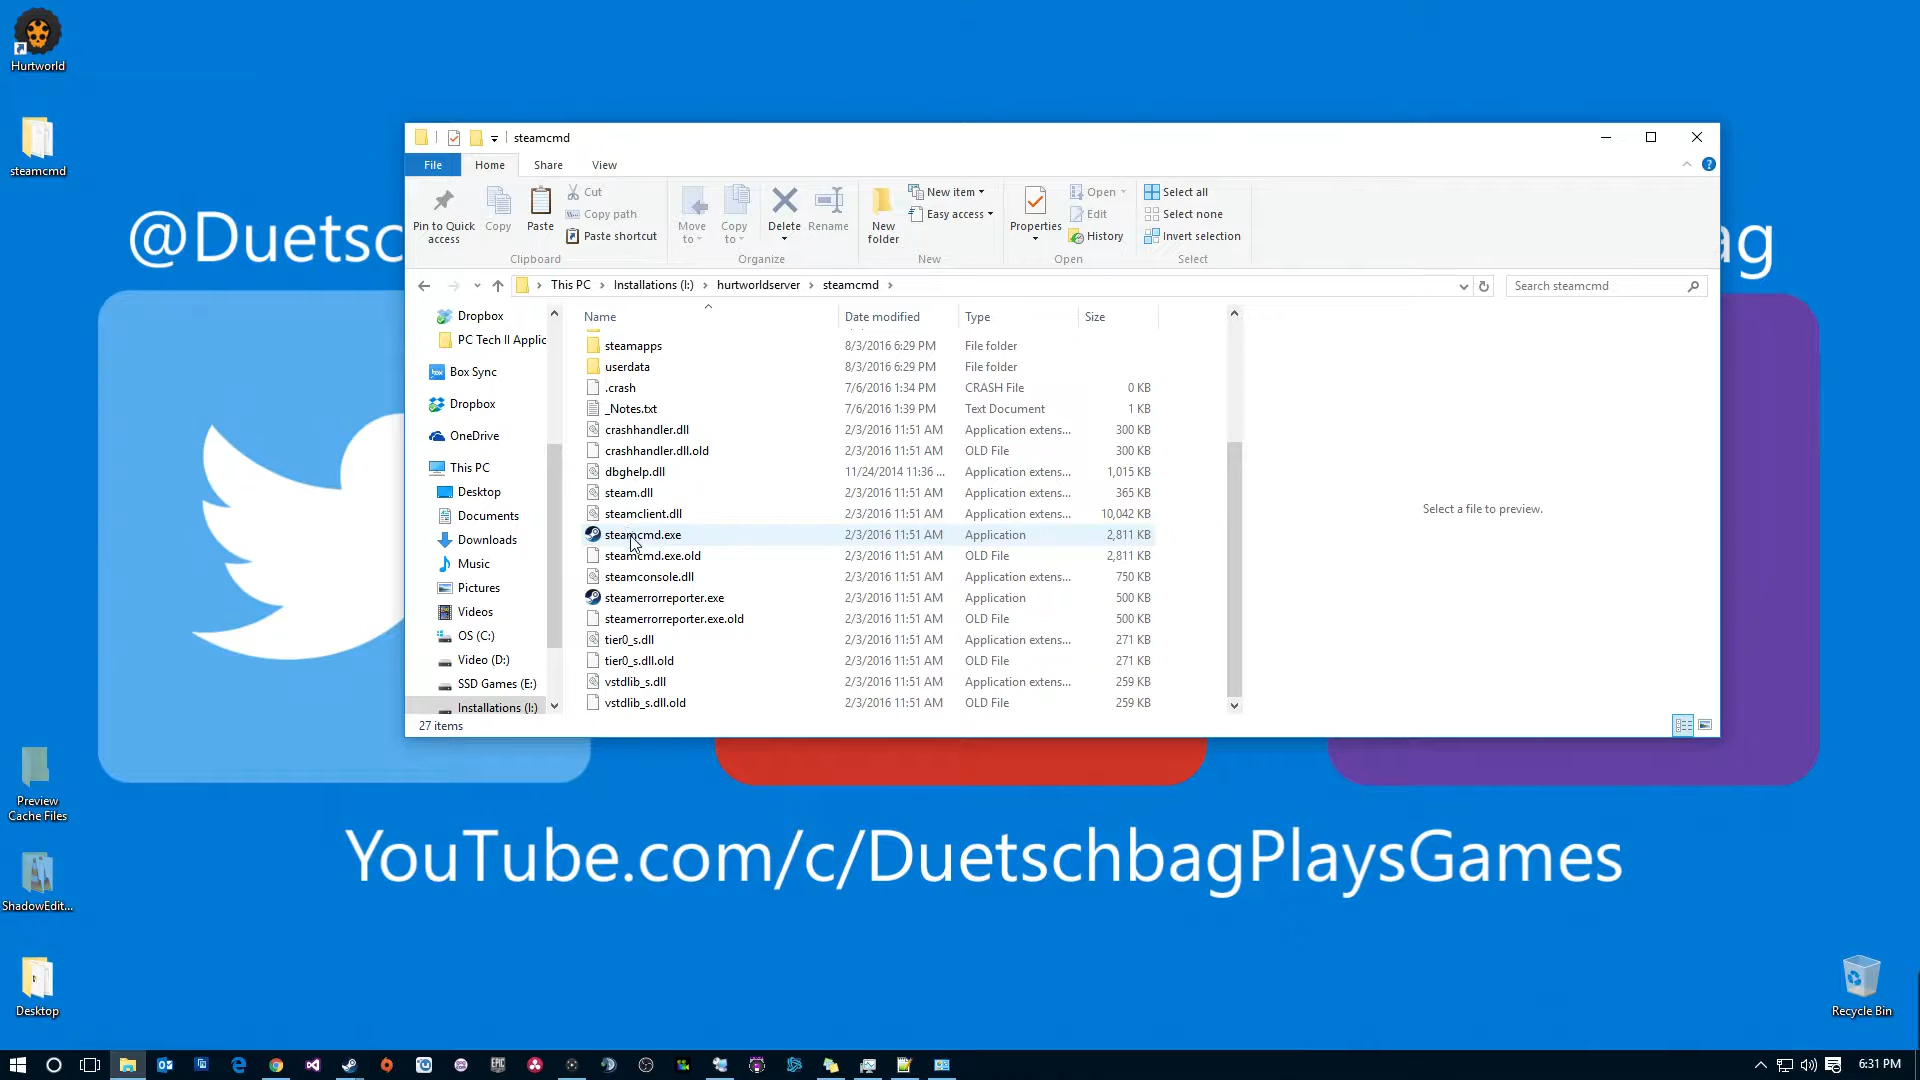 Hurtworld
steamcmd
@Duetsc
ag
steamcmd
File
Home
Share
View
Pin to Quick
access
Copy
Paste
Cut
Copy path
Paste shortcut
Clipboard
Move
to
Copy
to
Delete
Rename
Organize
New
folder
New item
Easy access
New
Properties
Open
Edit
History
Open
Select all
Select none
Invert selection
Select
This PC
Installations (I:)
hurtworldserver
steamcmd
Search steamcmd
Dropbox
PC Tech II Applic
Box Sync
Dropbox
OneDrive
This PC
Desktop
Documents
Downloads
Music
Pictures
Videos
OS (C:)
Video (D:)
SSD Games (E:)
Installations (I:)
Name Date modified Type Size
steamapps 8/3/2016 6:29 PM File folder
userdata 8/3/2016 6:29 PM File folder
.crash 7/6/2016 1:34 PM CRASH File 0 KB
_Notes.txt 7/6/2016 1:39 PM Text Document 1 KB
crashhandler.dll 2/3/2016 11:51 AM Application extens... 300 KB
crashhandler.dll.old 2/3/2016 11:51 AM OLD File 300 KB
dbghelp.dll 11/24/2014 11:36 ... Application extens... 1,015 KB
steam.dll 2/3/2016 11:51 AM Application extens... 365 KB
steamclient.dll 2/3/2016 11:51 AM Application extens... 10,042 KB
steamcmd.exe 2/3/2016 11:51 AM Application 2,811 KB
steamcmd.exe.old 2/3/2016 11:51 AM OLD File 2,811 KB
steamconsole.dll 2/3/2016 11:51 AM Application extens... 750 KB
steamerrorreporter.exe 2/3/2016 11:51 AM Application 500 KB
steamerrorreporter.exe.old 2/3/2016 11:51 AM OLD File 500 KB
tier0_s.dll 2/3/2016 11:51 AM Application extens... 271 KB
tier0_s.dll.old 2/3/2016 11:51 AM OLD File 271 KB
vstdlib_s.dll 2/3/2016 11:51 AM Application extens... 259 KB
vstdlib_s.dll.old 2/3/2016 11:51 AM OLD File 259 KB
Select a file to preview.
27 items
Preview
Cache Files
YouTube.com/c/DuetschbagPlaysGames
ShadowEdit...
Desktop
Recycle Bin
EPIC
6:31 PM